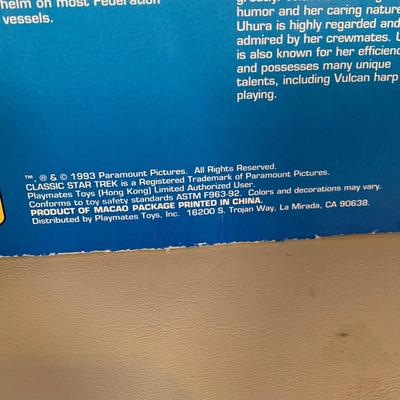 helm on most Federation
vessels.
humor and her caring nature
Uhura is highly regarded and
admired by her crewmates. U
is also known for her efficienc
and possesses many unique
talents, including Vulcan harp
playing.
™, ® & © 1993 Paramount Pictures. All Rights Reserved.
CLASSIC STAR TREK is a Registered Trademark of Paramount Pictures.
Playmates Toys (Hong Kong) Limited Authorized User.
Conforms to toy safety standards ASTM F963-92. Colors and decorations may vary.
PRODUCT OF MACAO PACKAGE PRINTED IN CHINA.
Distributed by Playmates Toys, Inc. 16200 S. Trojan Way, La Mirada, CA 90638.